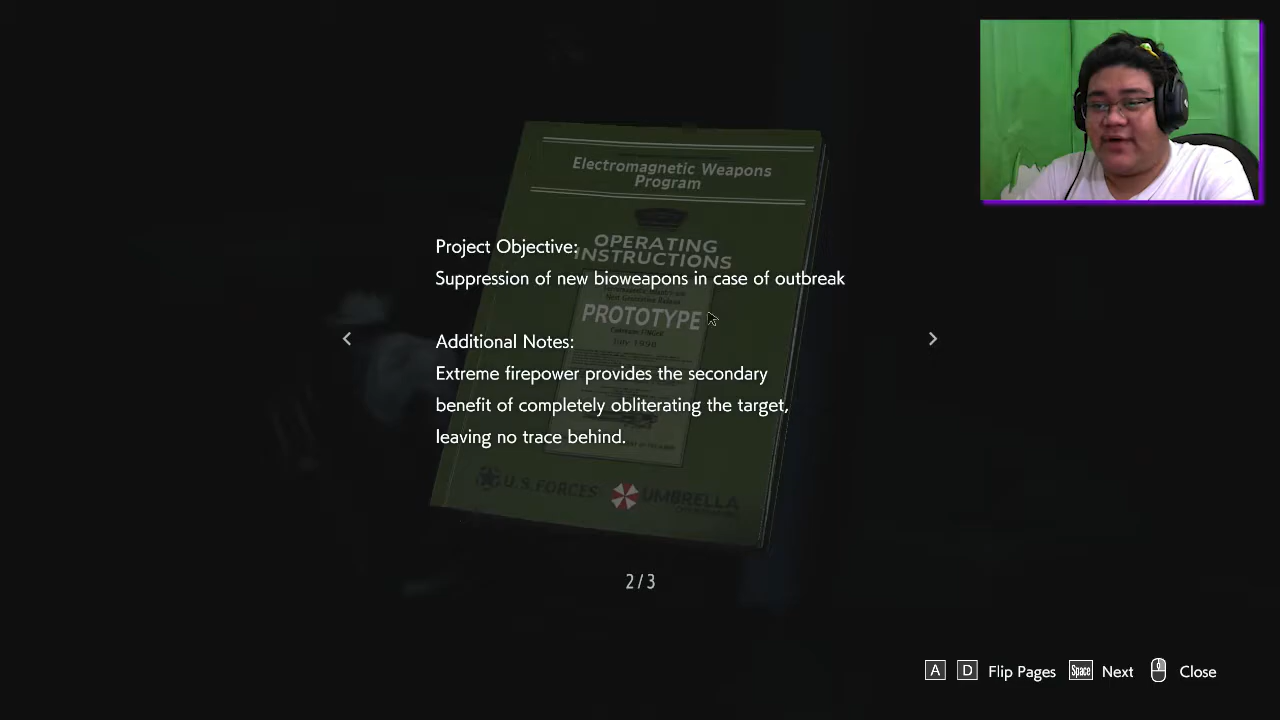 Electromagnetic Weapons
Program
Project Objective:
OPERATING
INSTRUCTIONS
Suppression of new bioweapons in case of outbreak
PROTOTYPE
July 1998
Additional Notes:
Extreme firepower provides the secondary
benefit of completely obliterating the target,
leaving no trace behind.
U.S. FORCES
UMBRELLA
2 / 3
A D Flip Pages Space Next Close